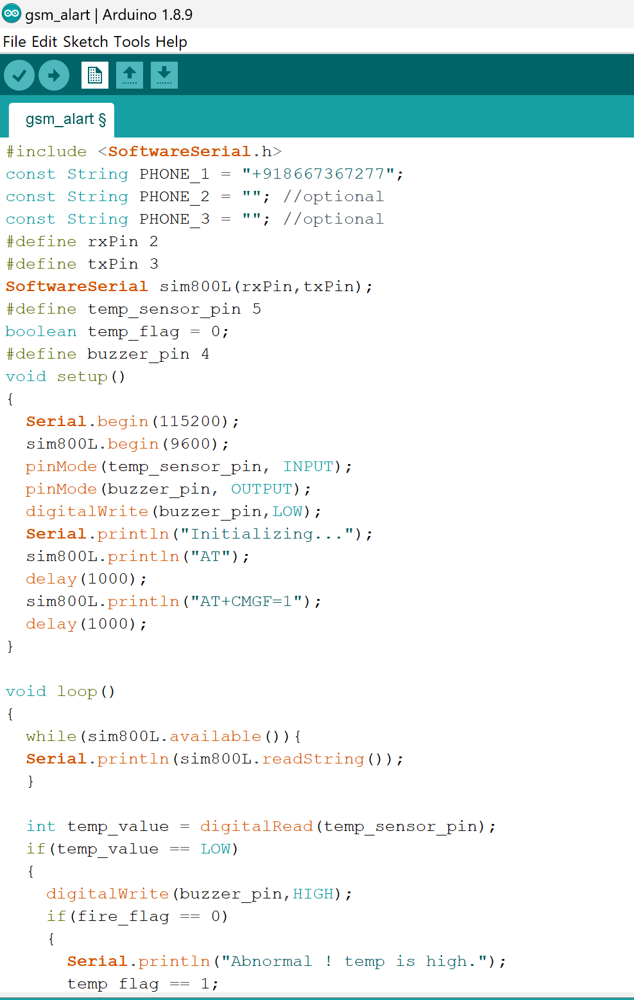 gsm_alart | Arduino 1.8.9
File Edit Sketch Tools Help
gsm_alart §
#include <SoftwareSerial.h>
const String PHONE_1 = "+918667367277";
const String PHONE_2 = ""; //optional
const String PHONE_3 = ""; //optional
#define rxPin 2
#define txPin 3
SoftwareSerial sim800L(rxPin,txPin);
#define temp_sensor_pin 5
boolean temp_flag = 0;
#define buzzer_pin 4
void setup()
{
  Serial.begin(115200);
  sim800L.begin(9600);
  pinMode(temp_sensor_pin, INPUT);
  pinMode(buzzer_pin, OUTPUT);
  digitalWrite(buzzer_pin,LOW);
  Serial.println("Initializing...");
  sim800L.println("AT");
  delay(1000);
  sim800L.println("AT+CMGF=1");
  delay(1000);
}
void loop()
{
  while(sim800L.available()){
  Serial.println(sim800L.readString());
  }
  int temp_value = digitalRead(temp_sensor_pin);
  if(temp_value == LOW)
  {
    digitalWrite(buzzer_pin,HIGH);
    if(fire_flag == 0)
    {
      Serial.println("Abnormal ! temp is high.");
      temp flag == 1;